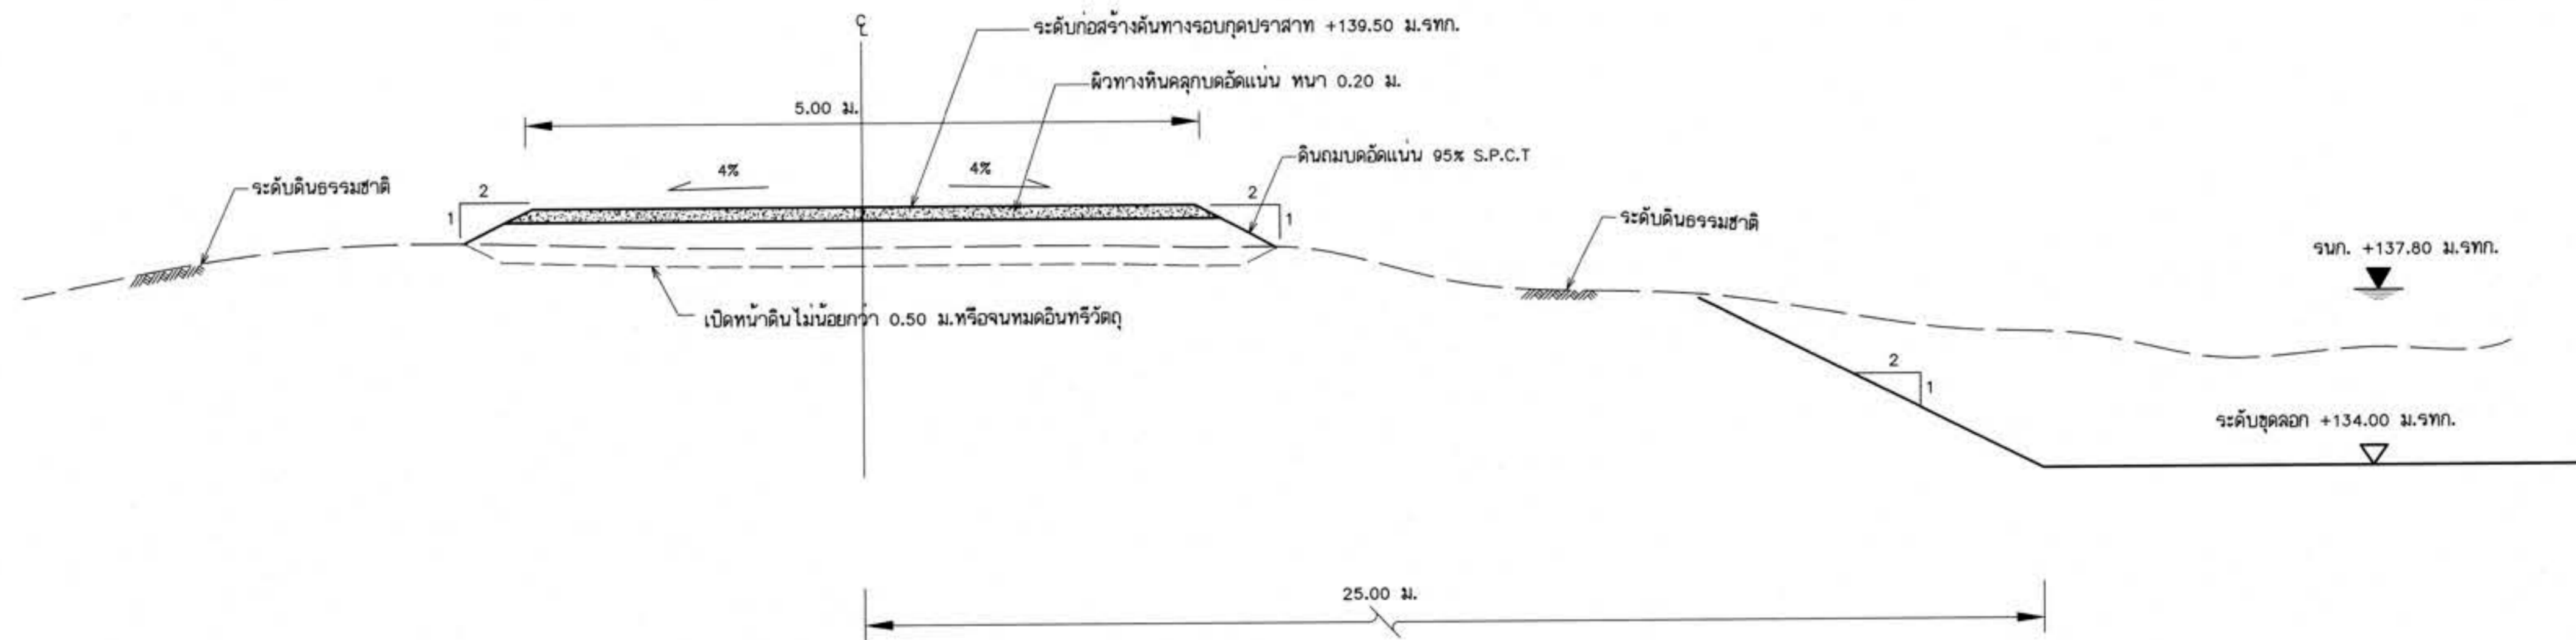 ℄
ระดับก่อสร้างคันทางรอบกุดปราสาท +139.50 ม.รทก.
ผิวทางหินคลุกบดอัดแน่น หนา 0.20 ม.
5.00 ม.
ดินถมบดอัดแน่น 95% S.P.C.T
4%
4%
ระดับดินธรรมชาติ
2
1
2
1
ระดับดินธรรมชาติ
รนก. +137.80 ม.รทก.
เปิดหน้าดินไม่น้อยกว่า 0.50 ม.หรือจนหมดอินทรีวัตถุ
2
1
ระดับขุดลอก +134.00 ม.รทก.
25.00 ม.